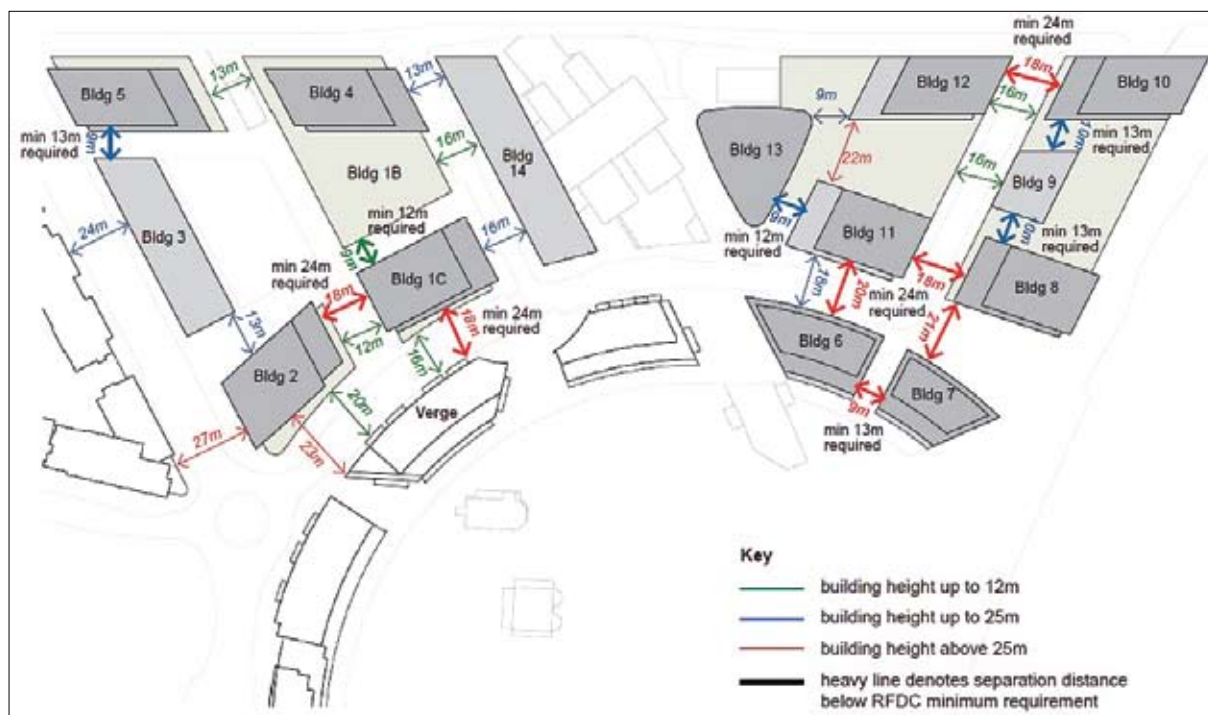 min 24m
required
13m
13m
18m
Bldg 5
Bldg 4
Bldg 12
Bldg 10
9m
16m
min 13m
required
9m
10m
min 13m
required
16m
Bldg
14
Bldg 13
22m
Bldg 1B
16m
Bldg 9
min 12m
required
24m
Bldg 3
9m
16m
9m
min 12m
required
Bldg 11
min 13m
required
min 24m
required
Bldg 1C
18m
18m
20m
18m
Bldg 8
min 24m
required
min 24m
required
13m
12m
18m
21m
Bldg 6
16m
Bldg 2
Bldg 7
20m
Verge
9m
min 13m
required
27m
23m
Key
building height up to 12m
building height up to 25m
building height above 25m
heavy line denotes separation distance
below RFDC minimum requirement